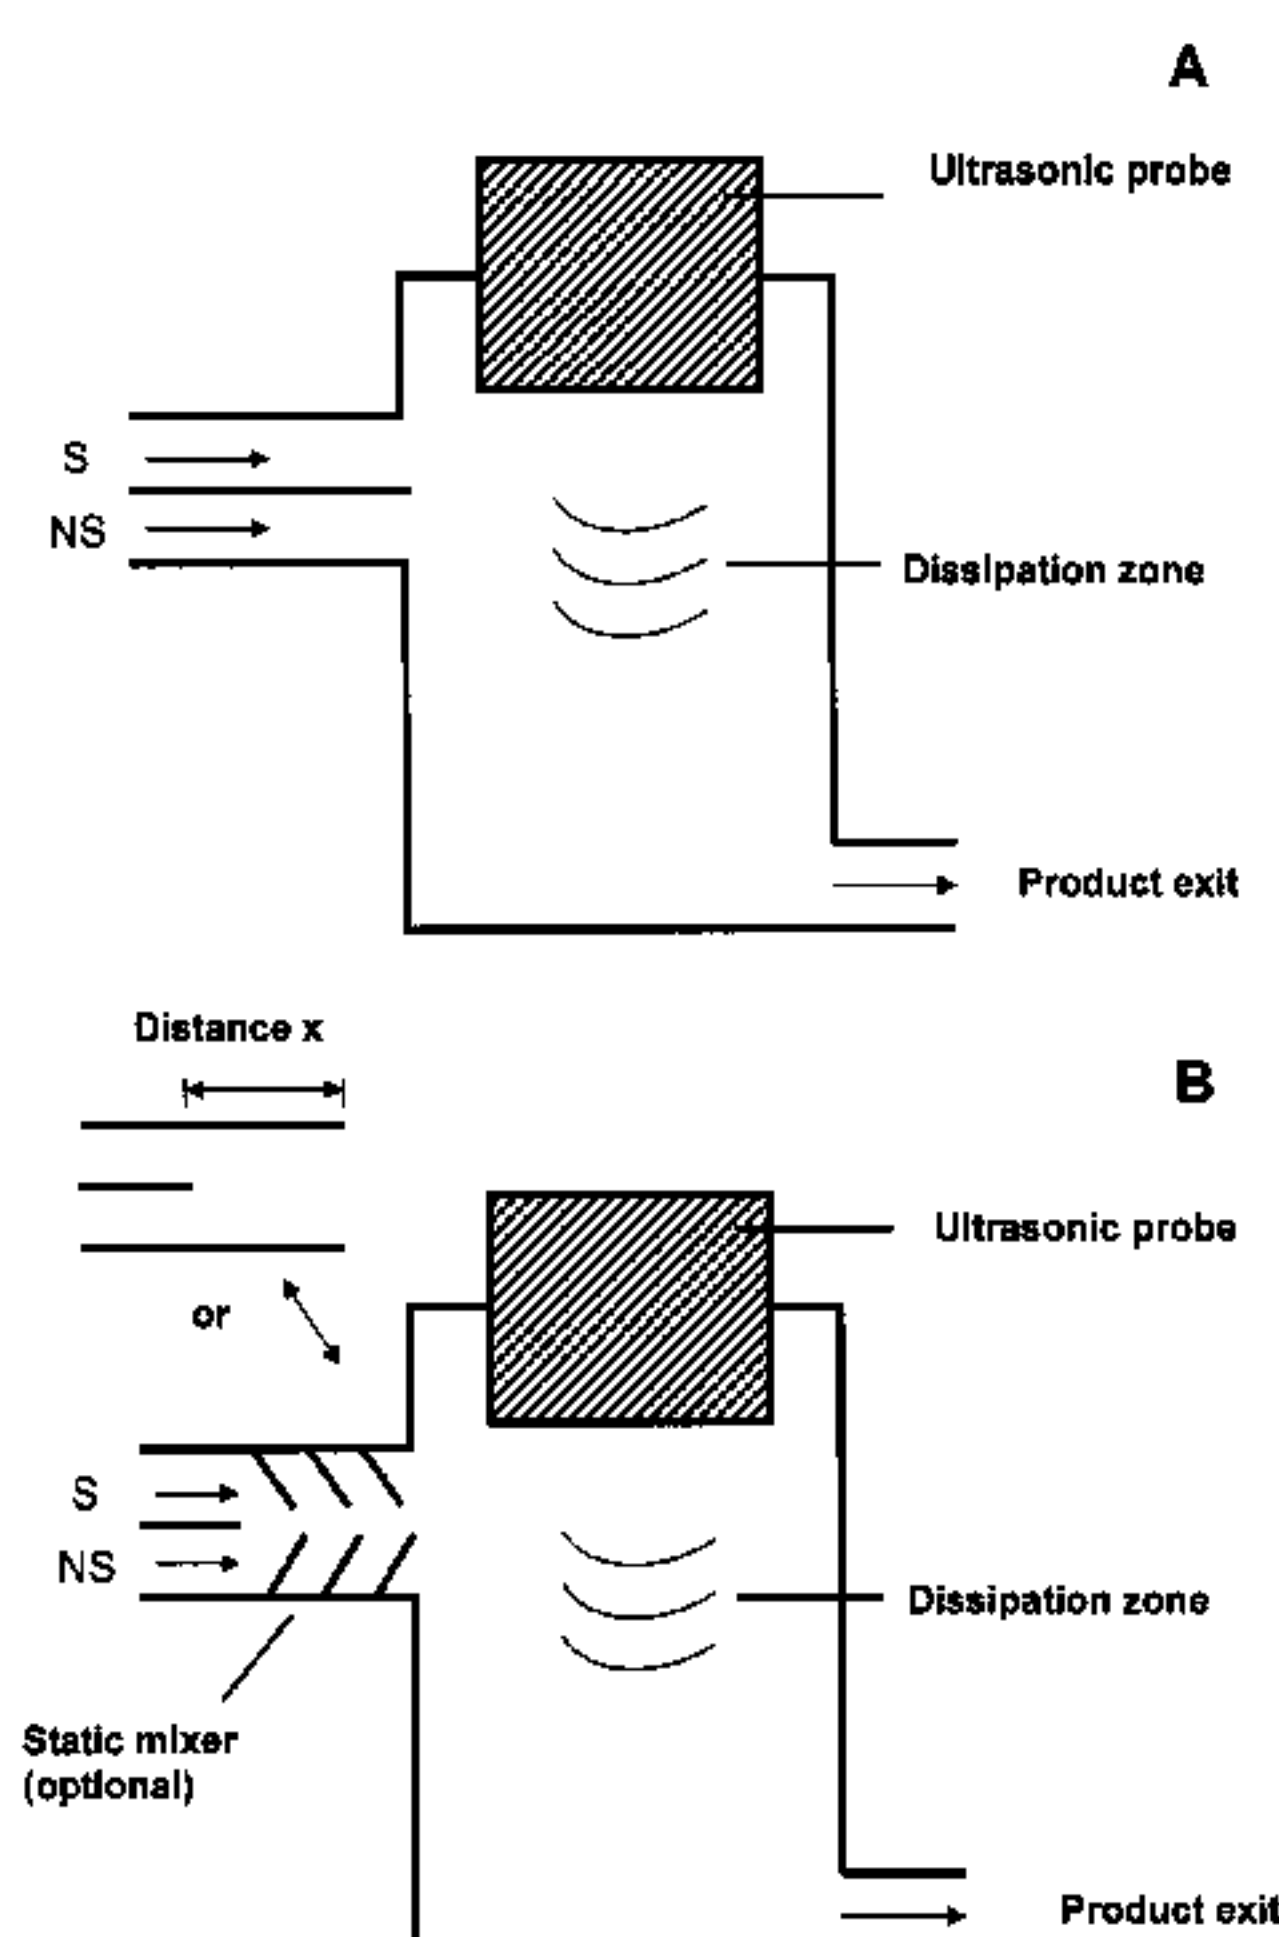 A
Ultrasonic probe
S
NS
Dissipation zone
Product exit
Distance x
B
Ultrasonic probe
or
S
NS
Dissipation zone
Static mixer
(optional)
Product exit